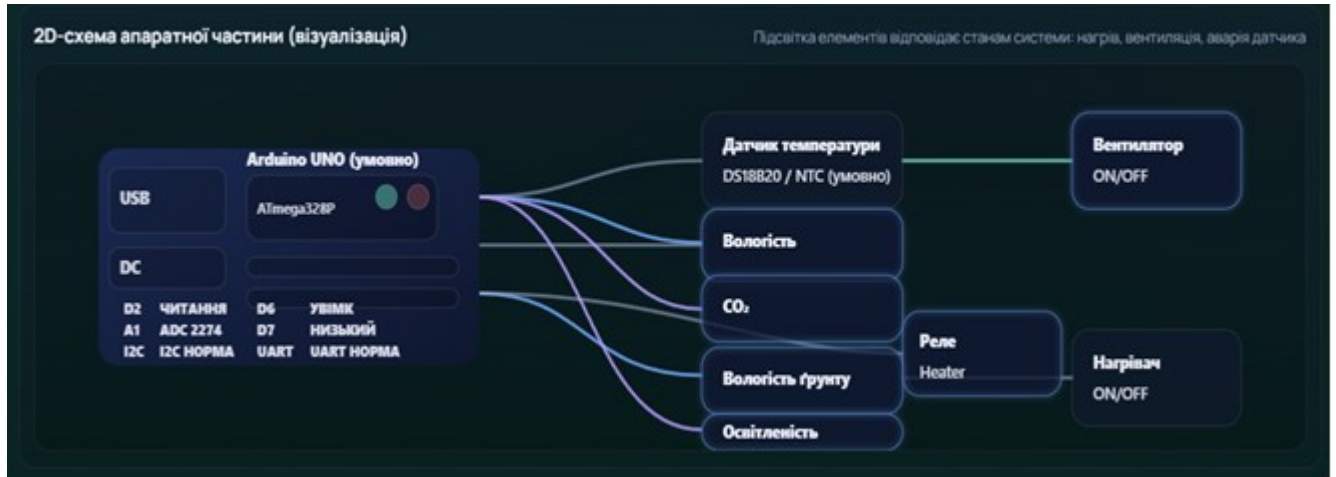 2D-схема апаратної частини (візуалізація)
Підсвітка елементів відповідає станам системи: нагрів, вентиляція, аварія датчика
Arduino UNO (умовно)
USB
ATmega328P
DC
D2 ЧИТАННЯ D6 УВІМК
A1 ADC 2274 D7 НИЗЬКИЙ
I2C I2C НОРМА UART UART НОРМА
Датчик температури
DS18B20 / NTC (умовно)
Вологість
CO₂
Вологість ґрунту
Освітленість
Вентилятор
ON/OFF
Реле
Heater
Нагрівач
ON/OFF